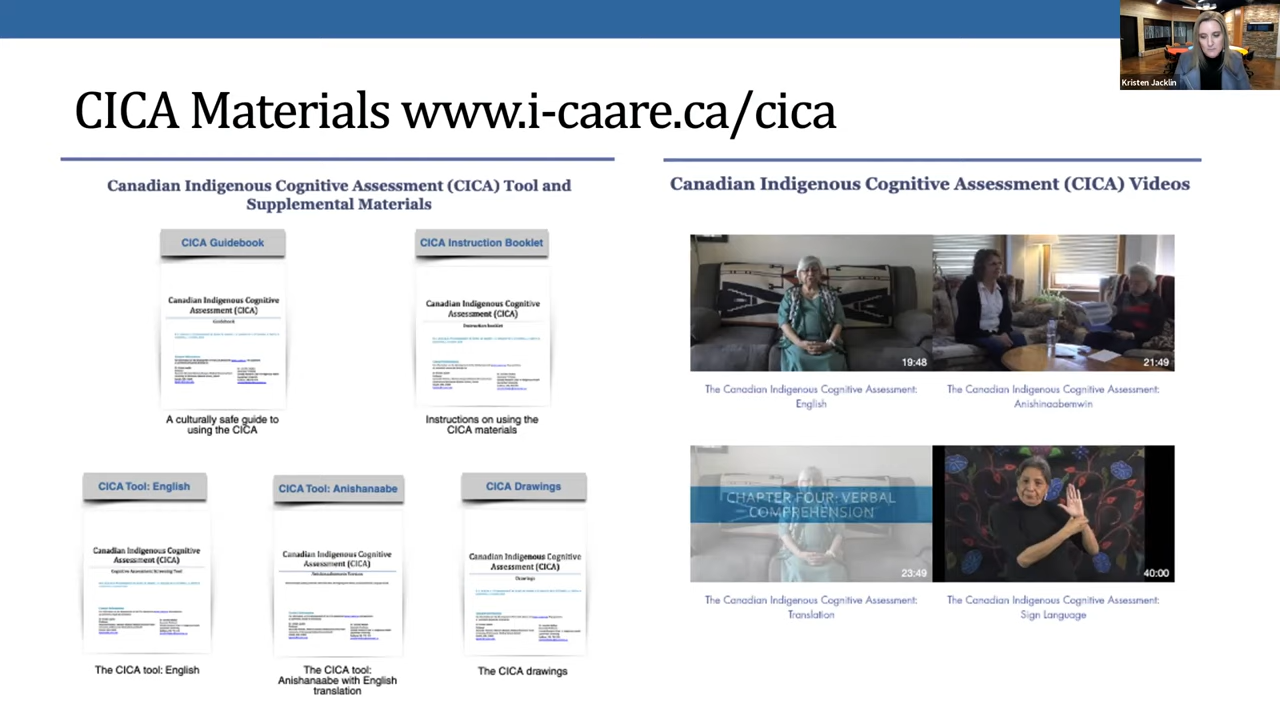 Kristen Jacklin
CICA Materials www.i-caare.ca/cica
Canadian Indigenous Cognitive Assessment (CICA) Tool and
Supplemental Materials
CICA Guidebook
Canadian Indigenous Cognitive
Assessment (CICA)
Guidebook
A culturally safe guide to
using the CICA
CICA Instruction Booklet
Canadian Indigenous Cognitive
Assessment (CICA)
Instruction Booklet
Instructions on using the
CICA materials
CICA Tool: English
Canadian Indigenous Cognitive
Assessment (CICA)
Cognitive Assessment Screening Tool
The CICA tool: English
CICA Tool: Anishanaabe
Canadian Indigenous Cognitive
Assessment (CICA)
The CICA tool:
Anishanaabe with English
translation
CICA Drawings
Canadian Indigenous Cognitive
Assessment (CICA)
Drawings
The CICA drawings
Canadian Indigenous Cognitive Assessment (CICA) Videos
19:48
The Canadian Indigenous Cognitive Assessment:
English
21:49
The Canadian Indigenous Cognitive Assessment:
Anishinaabemwin
CHAPTER FOUR: VERBAL
COMPREHENSION
23:49
The Canadian Indigenous Cognitive Assessment:
Translation
40:00
The Canadian Indigenous Cognitive Assessment:
Sign Language